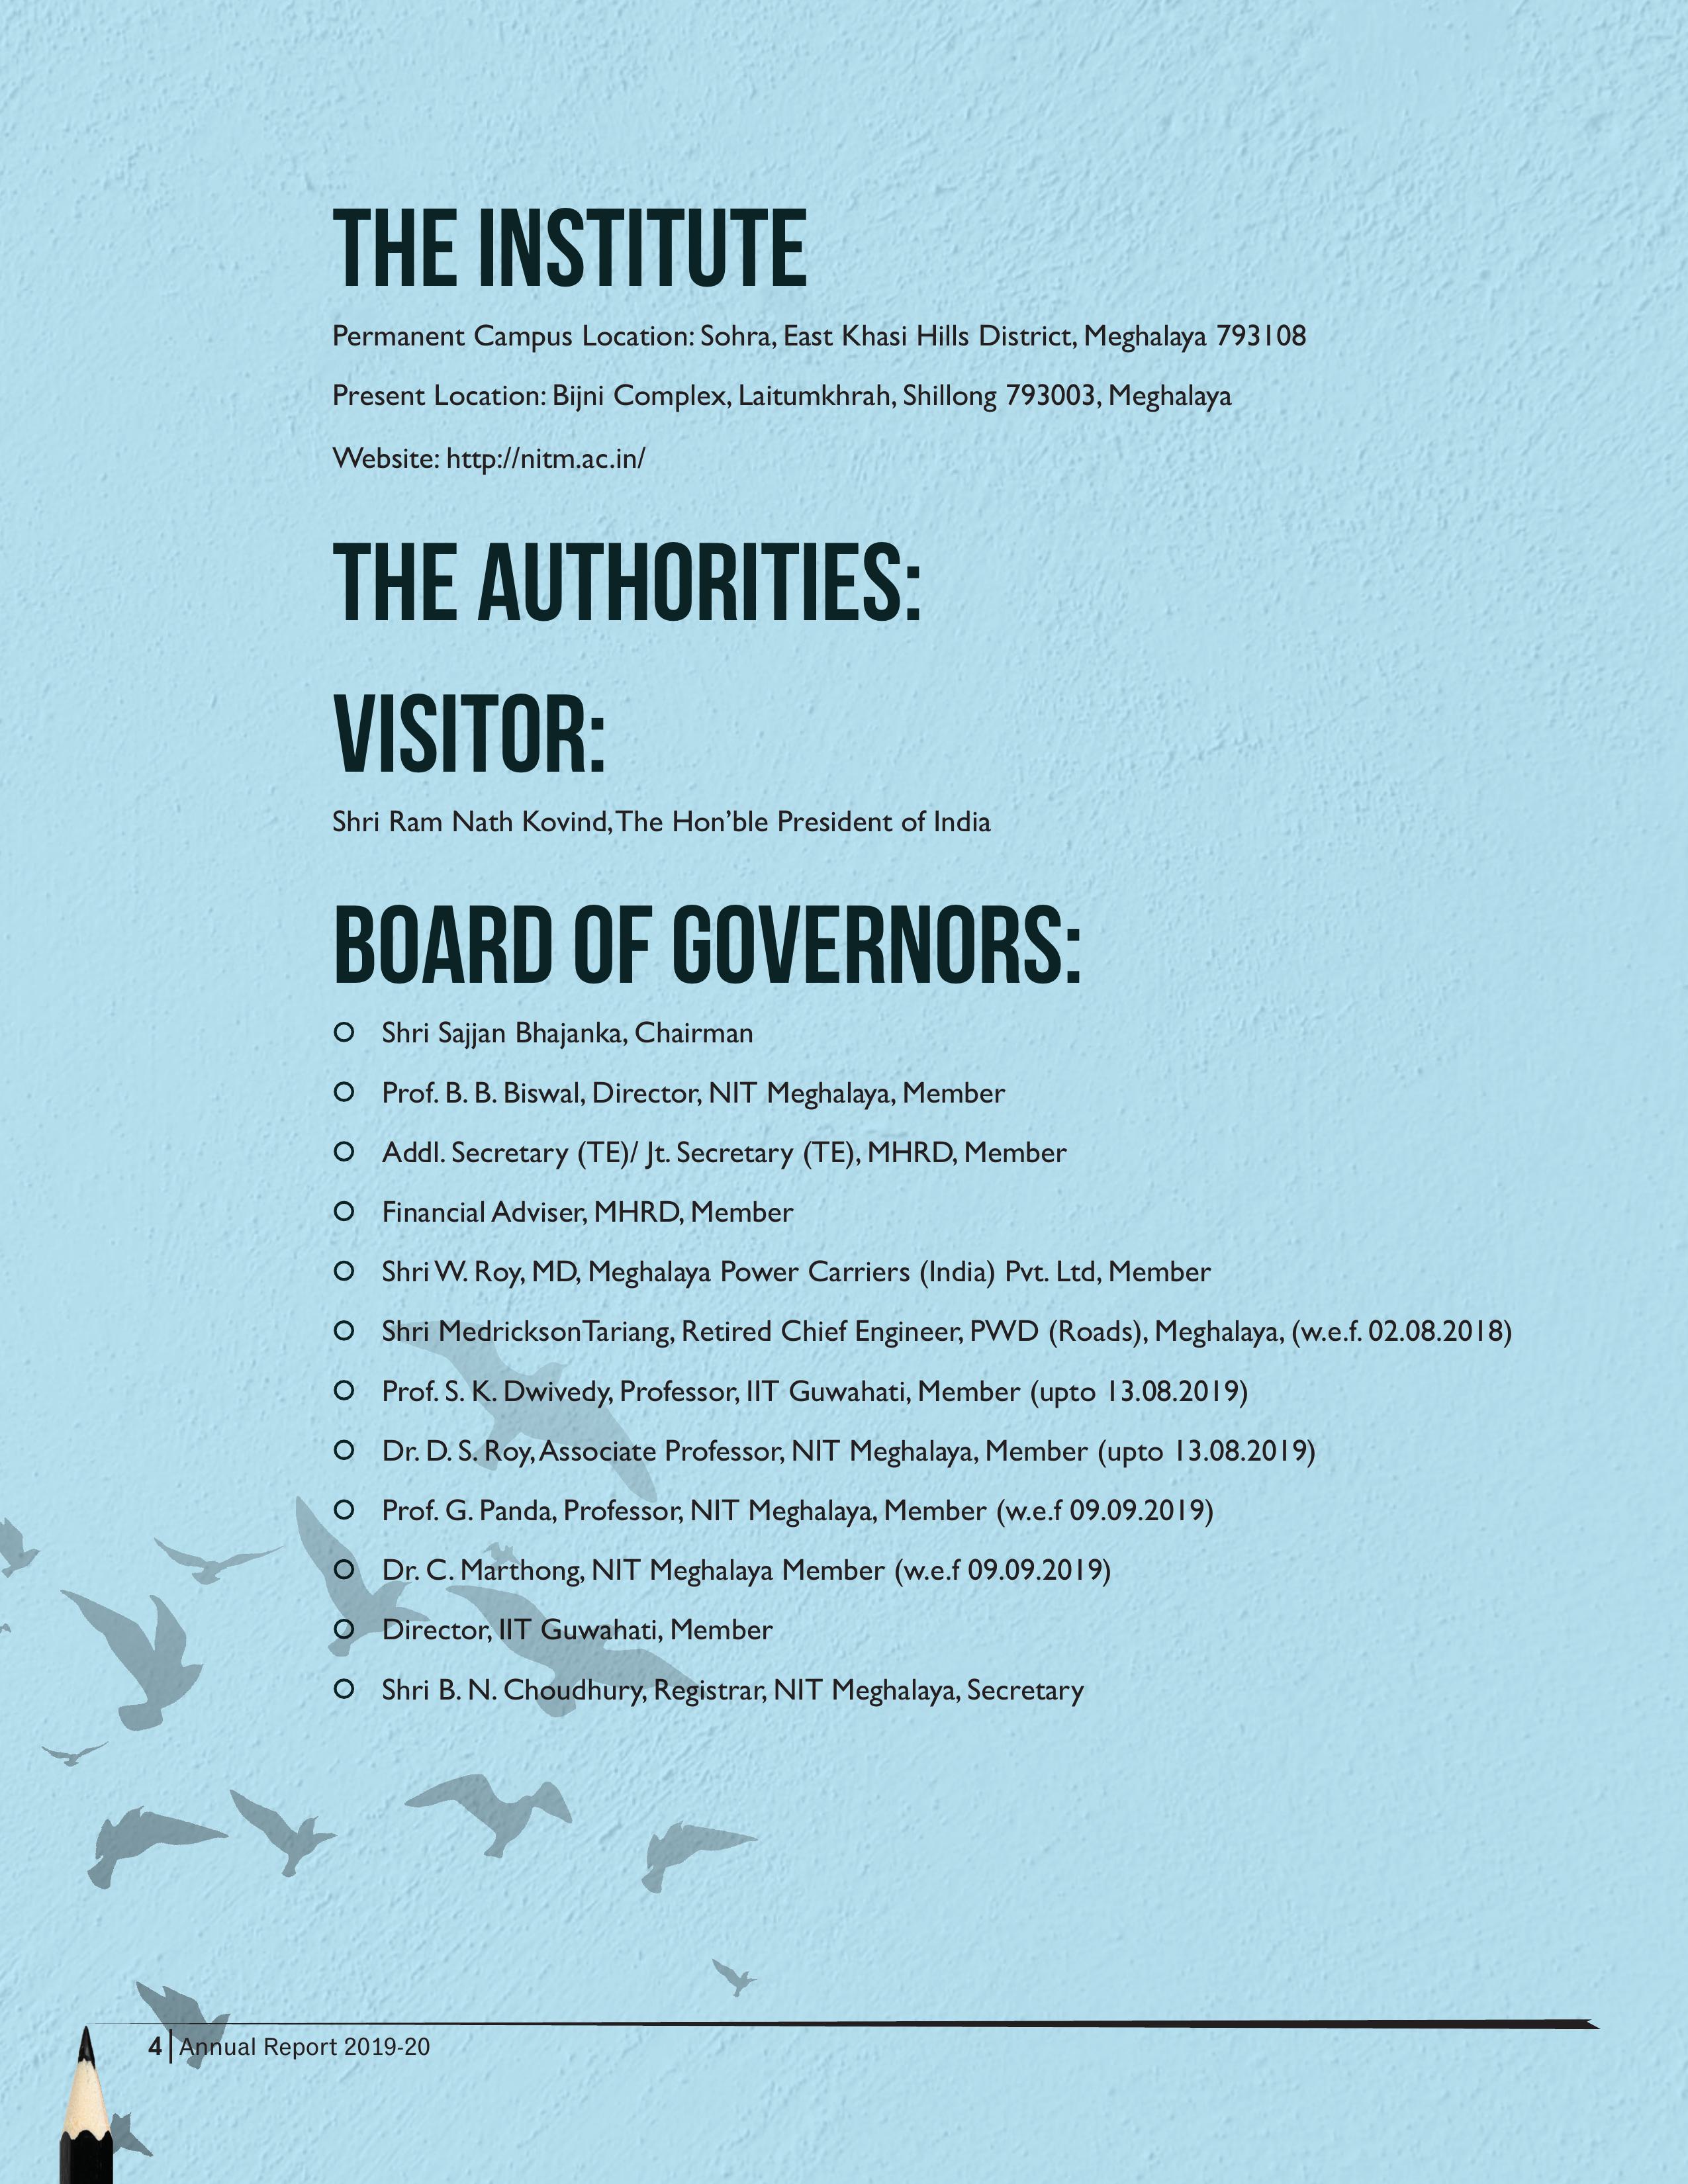 THE INSTITUTE
Permanent Campus Location: Sohra, East Khasi Hills District, Meghalaya 793108
Present Location: Bijni Complex, Laitumkhrah, Shillong 793003, Meghalaya
Website: http://nitm.ac.in/
THE AUTHORITIES:
VISITOR:
Shri Ram Nath Kovind, The Hon’ble President of India
BOARD OF GOVERNORS:
Shri Sajjan Bhajanka, Chairman
Prof. B. B. Biswal, Director, NIT Meghalaya, Member
Addl. Secretary (TE)/ Jt. Secretary (TE), MHRD, Member
Financial Adviser, MHRD, Member
Shri W. Roy, MD, Meghalaya Power Carriers (India) Pvt. Ltd, Member
Shri MedricksonTariang, Retired Chief Engineer, PWD (Roads), Meghalaya, (w.e.f. 02.08.2018)
Prof. S. K. Dwivedy, Professor, IIT Guwahati, Member (upto 13.08.2019)
Dr. D. S. Roy, Associate Professor, NIT Meghalaya, Member (upto 13.08.2019)
Prof. G. Panda, Professor, NIT Meghalaya, Member (w.e.f 09.09.2019)
Dr. C. Marthong, NIT Meghalaya Member (w.e.f 09.09.2019)
Director, IIT Guwahati, Member
Shri B. N. Choudhury, Registrar, NIT Meghalaya, Secretary
4 Annual Report 2019-20